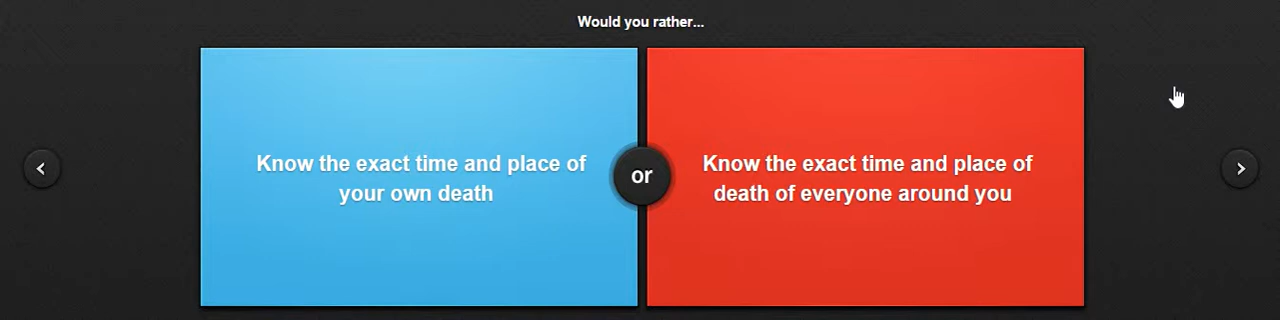 Would you rather...
Know the exact time and place of
your own death
or
Know the exact time and place of
death of everyone around you